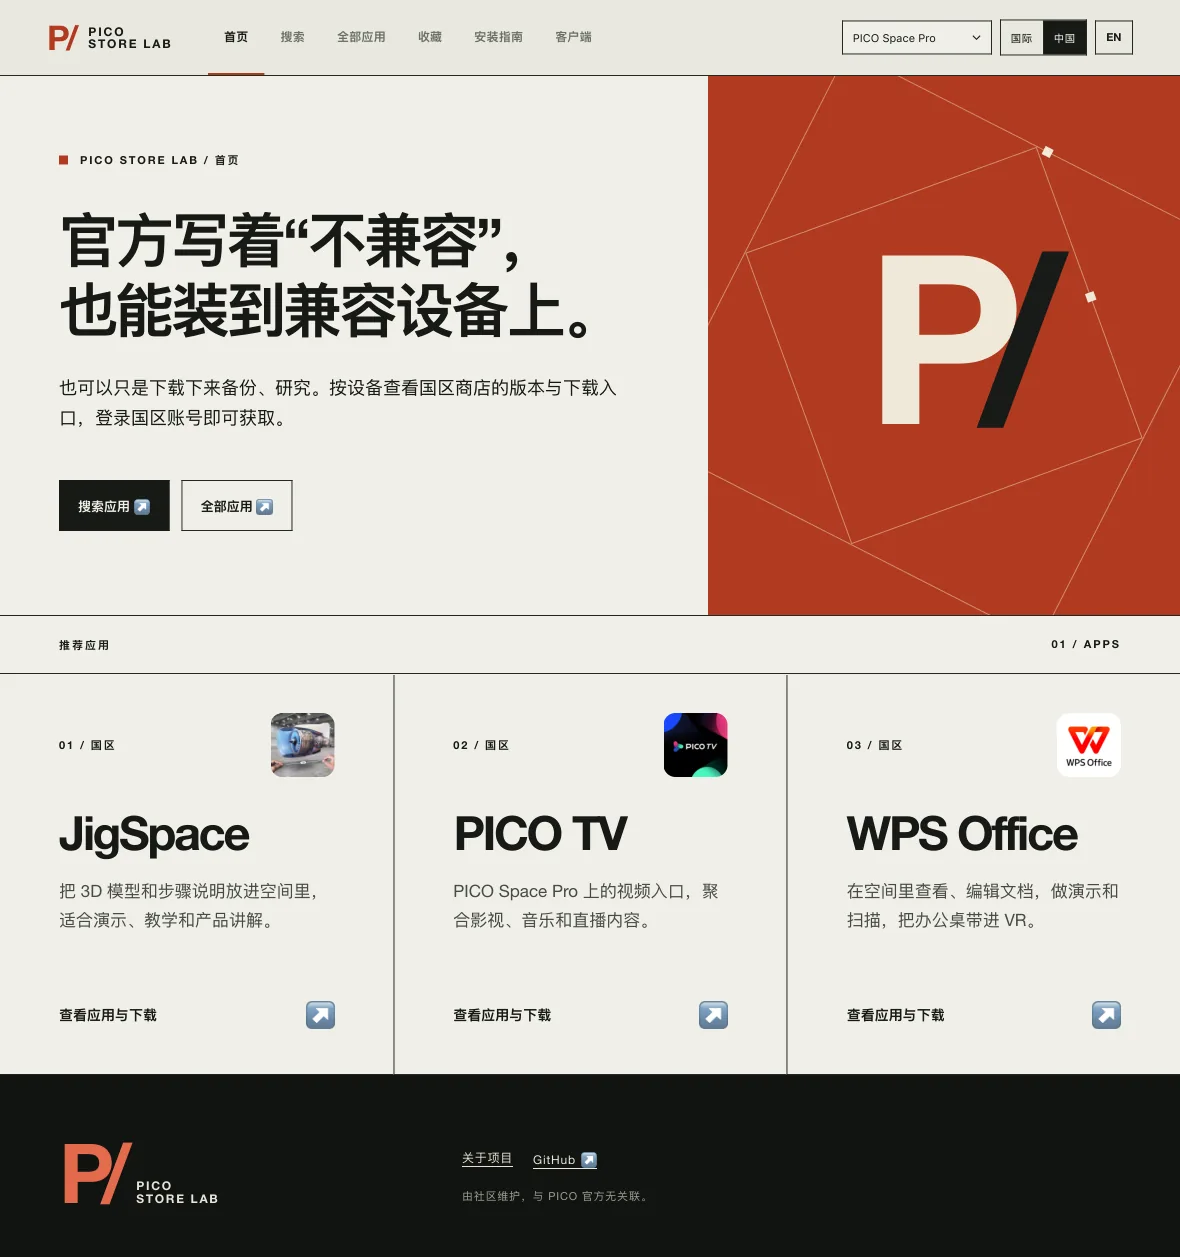 P/ PICO
STORE LAB
首页 搜索 全部应用 收藏 安装指南 客户端
PICO Space Pro 国际 中国 EN
PICO STORE LAB / 首页
官方写着“不兼容”，
也能装到兼容设备上。
也可以只是下载下来备份、研究。按设备查看国区商店的版本与下载入
口，登录国区账号即可获取。
搜索应用 ↗ 全部应用 ↗
P/
推荐应用 01 / APPS
01 / 国区
JigSpace
把 3D 模型和步骤说明放进空间里，
适合演示、教学和产品讲解。
查看应用与下载 ↗
02 / 国区
PICO TV
PICO TV
PICO Space Pro 上的视频入口，聚
合影视、音乐和直播内容。
查看应用与下载 ↗
03 / 国区
WPS Office
WPS Office
在空间里查看、编辑文档，做演示和
扫描，把办公桌带进 VR。
查看应用与下载 ↗
P/ PICO
STORE LAB
关于项目 GitHub ↗
由社区维护，与 PICO 官方无关联。